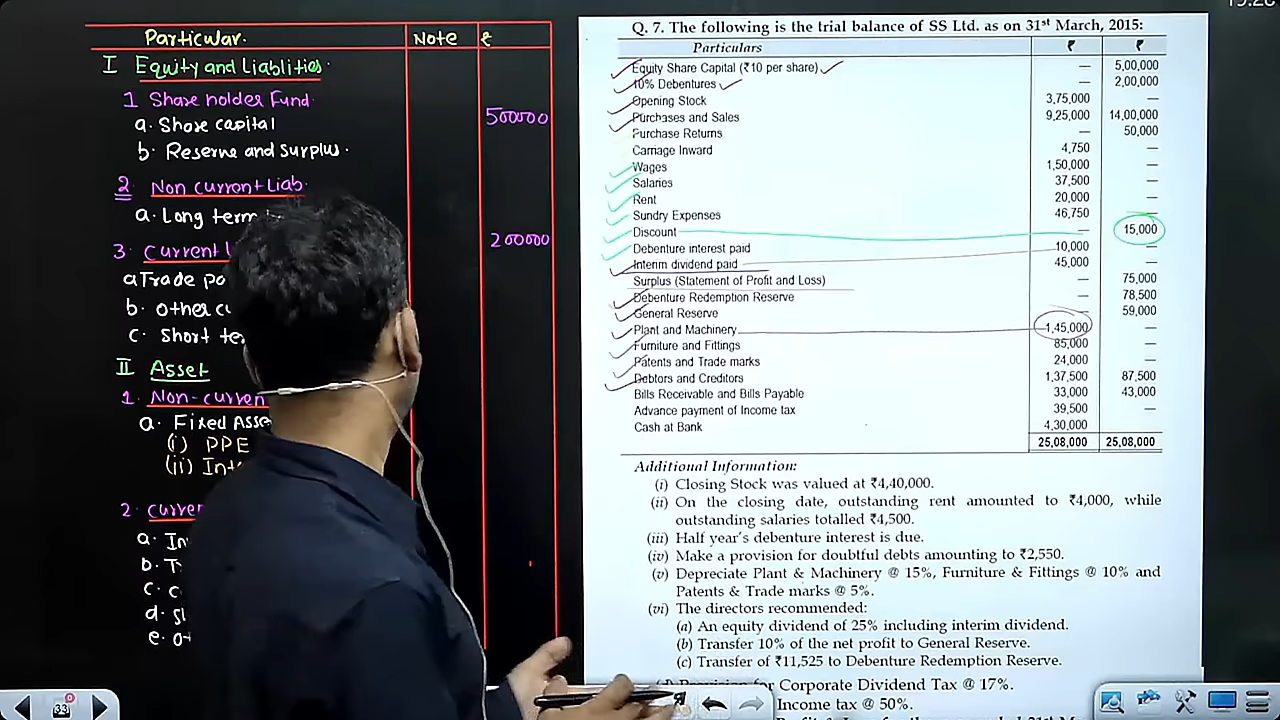 Particular.
Note
₹
I Equity and Liablities
1 Share holder Fund.
a. Share capital
500000
b. Reserve and Surplus.
2. Non current Liab.
a. Long term
200000
3. Current
a Trade
b. other
c. Short
II Asset
1. Non-curren
a. Fixed Asse
(i) PPE
(ii)
2.
a.
b.
c.
d.
e.
33
0
Q. 7. The following is the trial balance of SS Ltd. as on 31st March, 2015:
Particulars ₹ ₹
Equity Share Capital (₹10 per share) — 5,00,000
10% Debentures — 2,00,000
Opening Stock 3,75,000 —
Purchases and Sales 9,25,000 14,00,000
Purchase Returns — 50,000
Carriage Inward 4,750 —
Wages 1,50,000 —
Salaries 37,500 —
Rent 20,000 —
Sundry Expenses 46,750 —
Discount — 15,000
Debenture interest paid 10,000 —
Interim dividend paid 45,000 —
Surplus (Statement of Profit and Loss) — 75,000
Debenture Redemption Reserve — 78,500
General Reserve — 59,000
Plant and Machinery 1,45,000 —
Furniture and Fittings 85,000 —
Patents and Trade marks 24,000 —
Debtors and Creditors 1,37,500 87,500
Bills Receivable and Bills Payable 33,000 43,000
Advance payment of Income tax 39,500 —
Cash at Bank 4,30,000
25,08,000 25,08,000
Additional Information:
(i) Closing Stock was valued at ₹4,40,000.
(ii) On the closing date, outstanding rent amounted to ₹4,000, while
outstanding salaries totalled ₹4,500.
(iii) Half year's debenture interest is due.
(iv) Make a provision for doubtful debts amounting to ₹2,550.
(v) Depreciate Plant & Machinery @ 15%, Furniture & Fittings @ 10% and
Patents & Trade marks @ 5%.
(vi) The directors recommended:
(a) An equity dividend of 25% including interim dividend.
(b) Transfer 10% of the net profit to General Reserve.
(c) Transfer of ₹11,525 to Debenture Redemption Reserve.
Corporate Dividend Tax @ 17%.
Income tax @ 50%.